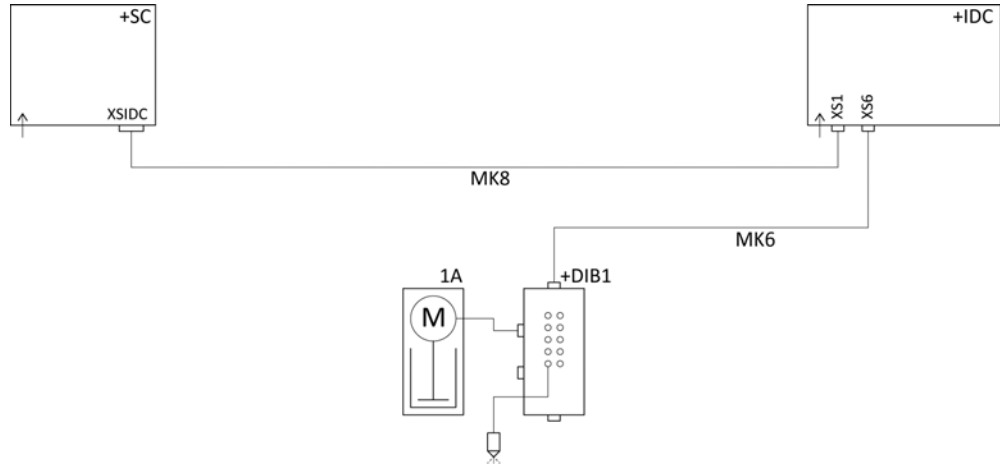 +SC
+IDC
XSIDC
XS1
XS6
MK8
MK6
1A
+DIB1
M